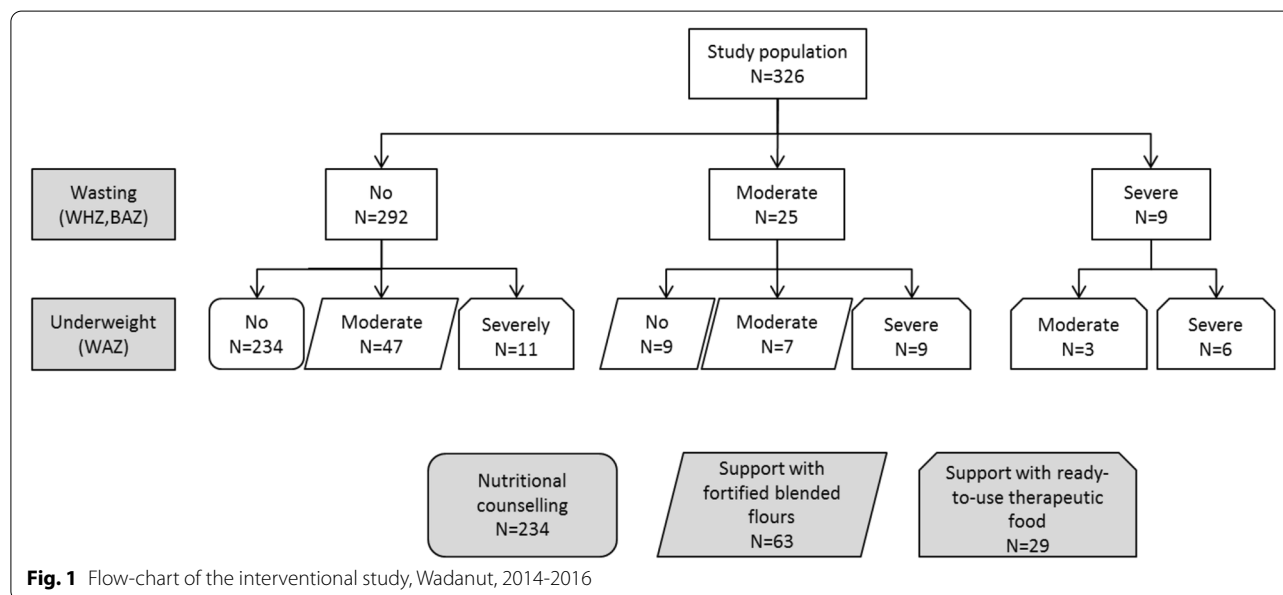 Study population
N=326
Wasting
(WHZ,BAZ)
No
N=292
Moderate
N=25
Severe
N=9
Underweight
(WAZ)
No
N=234
Moderate
N=47
Severely
N=11
No
N=9
Moderate
N=7
Severe
N=9
Moderate
N=3
Severe
N=6
Nutritional
counselling
N=234
Support with
fortified blended
flours
N=63
Support with ready-
to-use therapeutic
food
N=29
Fig. 1 Flow-chart of the interventional study, Wadanut, 2014-2016